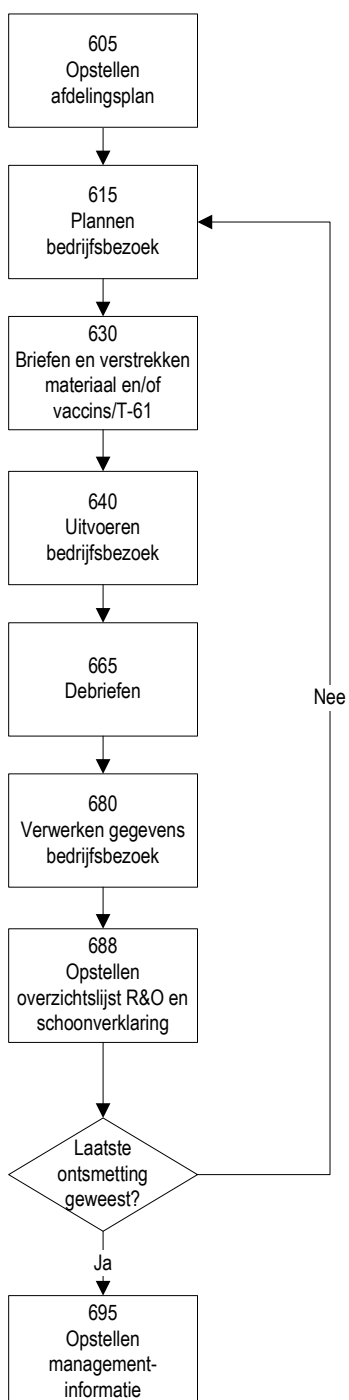 605
Opstellen
afdelingsplan
615
Plannen
bedrijfsbezoek
630
Briefen en verstrekken
materiaal en/of
vaccins/T-61
640
Uitvoeren
bedrijfsbezoek
665
Debriefen
Nee
680
Verwerken gegevens
bedrijfsbezoek
688
Opstellen
overzichtslijst R&O en
schoonverklaring
Laatste
ontsmetting
geweest?
Ja
695
Opstellen
management-
informatie